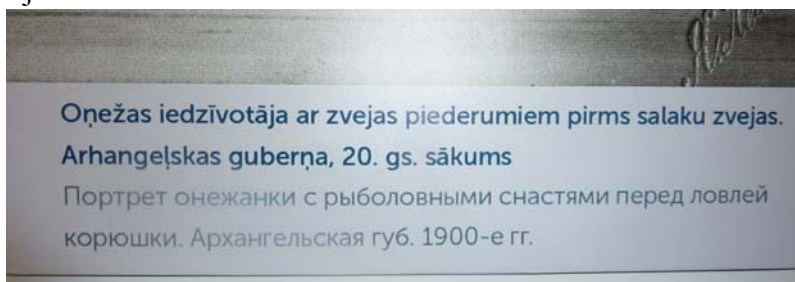 Oņežas iedzīvotāja ar zvejas piederumiem pirms salaku zvejas.
Arhangeļskas guberņa, 20. gs. sākums
Портрет онежанки с рыболовными снастями перед ловлей
корюшки. Архангельская губ. 1900-е гг.